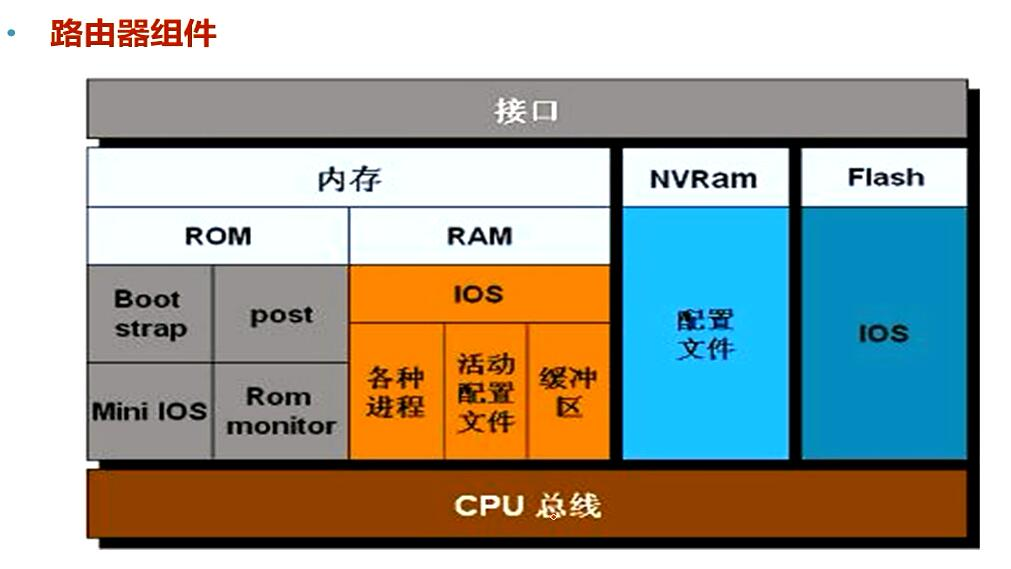 • 路由器组件
接口
内存
NVRam
Flash
ROM
RAM
Boot
strap
post
IOS
Mini IOS
Rom
monitor
各种
进程
活动
配置
文件
缓冲
区
配置
文件
IOS
CPU 总线